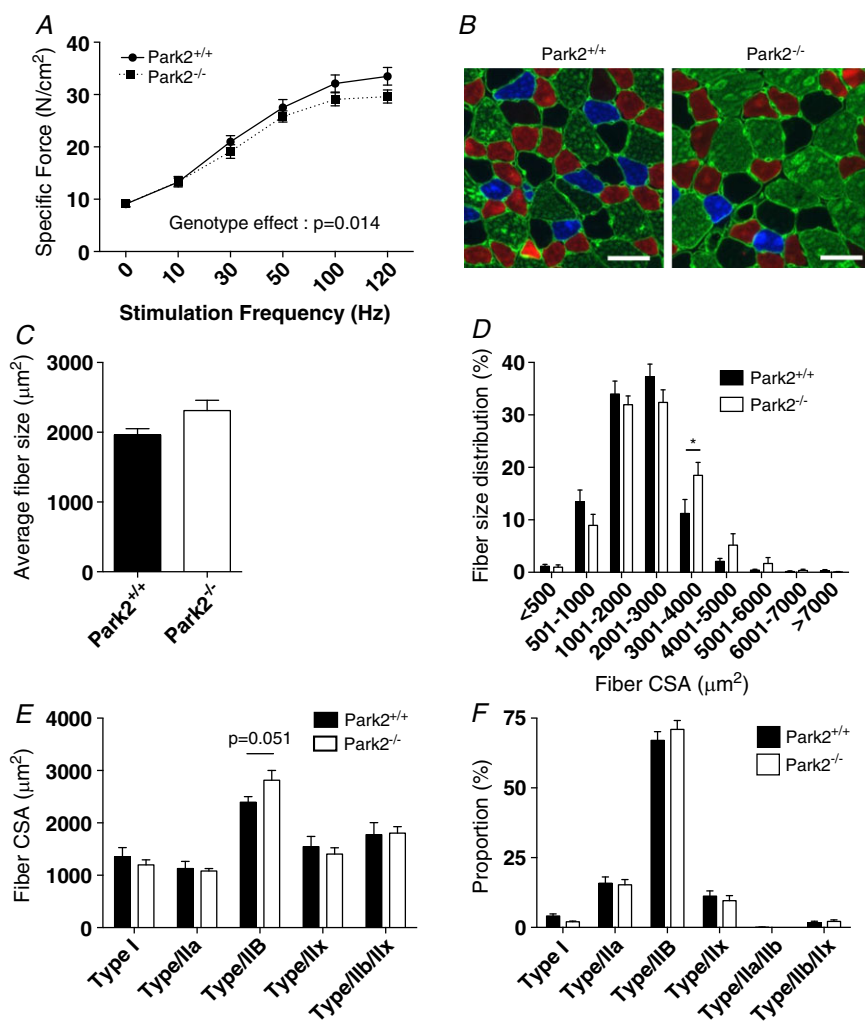 A
Specific Force (N/cm²)
40
30
20
10
0
Park2+/+
Park2-/-
Genotype effect : p=0.014
0 10 30 50 100 120
Stimulation Frequency (Hz)
B
Park2+/+ Park2-/-
C
Average fiber size (μm²)
3000
2000
1000
0
Park2+/+ Park2-/-
D
Fiber size distribution (%)
40
30
20
10
0
Park2+/+
Park2-/-
*
<500 501-1000 1001-2000 2001-3000 3001-4000 4001-5000 5001-6000 6001-7000 >7000
Fiber CSA (μm²)
E
Fiber CSA (μm²)
4000
3000
2000
1000
0
Park2+/+
Park2-/-
p=0.051
Type I Type/IIa Type/IIB Type/IIx Type/IIb/IIx
F
Proportion (%)
75
50
25
0
Park2+/+
Park2-/-
Type I Type/IIa Type/IIB Type/IIx Type/IIa/IIb Type/IIb/IIx